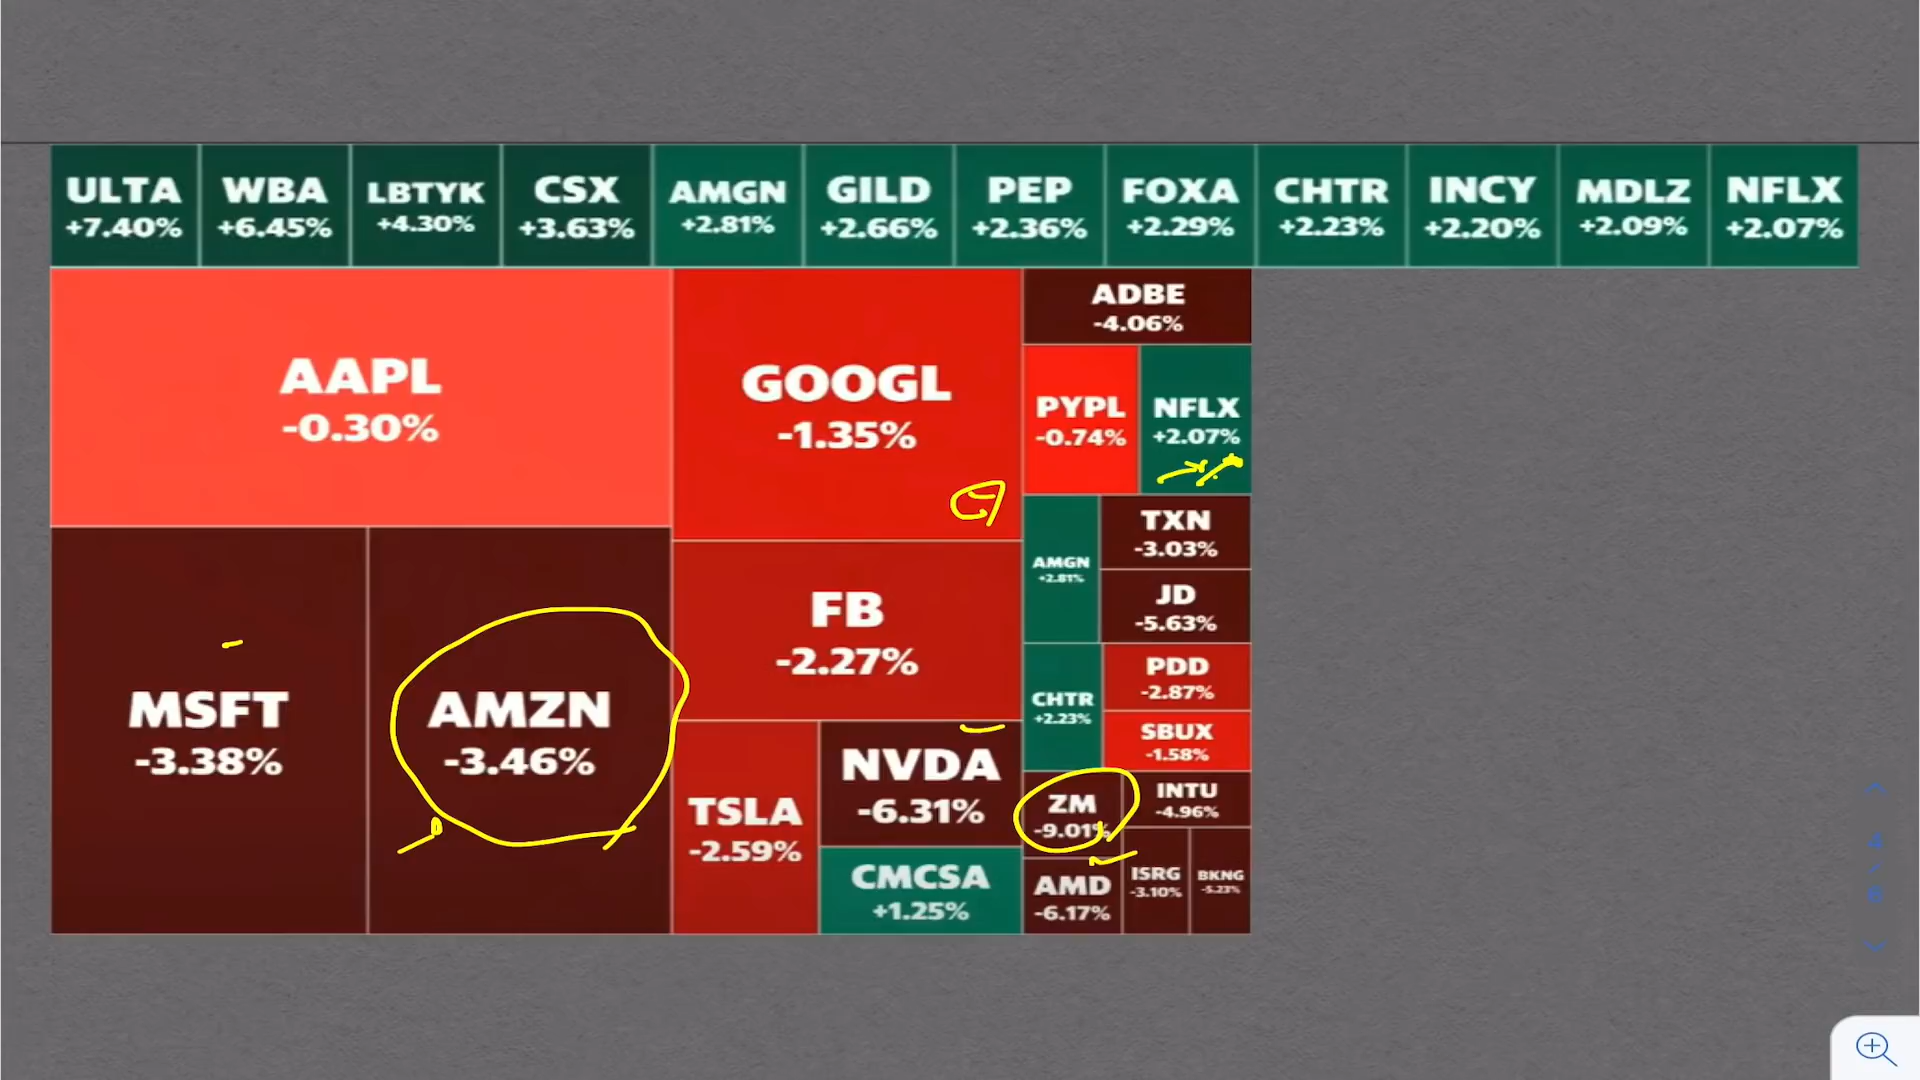 ULTA
+7.40%
WBA
+6.45%
LBTYK
+4.30%
CSX
+3.63%
AMGN
+2.81%
GILD
+2.66%
PEP
+2.36%
FOXA
+2.29%
CHTR
+2.23%
INCY
+2.20%
MDLZ
+2.09%
NFLX
+2.07%
AAPL
-0.30%
GOOGL
-1.35%
ADBE
-4.06%
PYPL
-0.74%
NFLX
+2.07%
MSFT
-3.38%
AMZN
-3.46%
FB
-2.27%
AMGN
+2.81%
TXN
-3.03%
JD
-5.63%
CHTR
+2.23%
PDD
-2.87%
SBUX
-1.58%
TSLA
-2.59%
NVDA
-6.31%
CMCSA
+1.25%
ZM
-9.01%
INTU
-4.96%
AMD
-6.17%
ISRG
-3.10%
BKNG
-5.23%